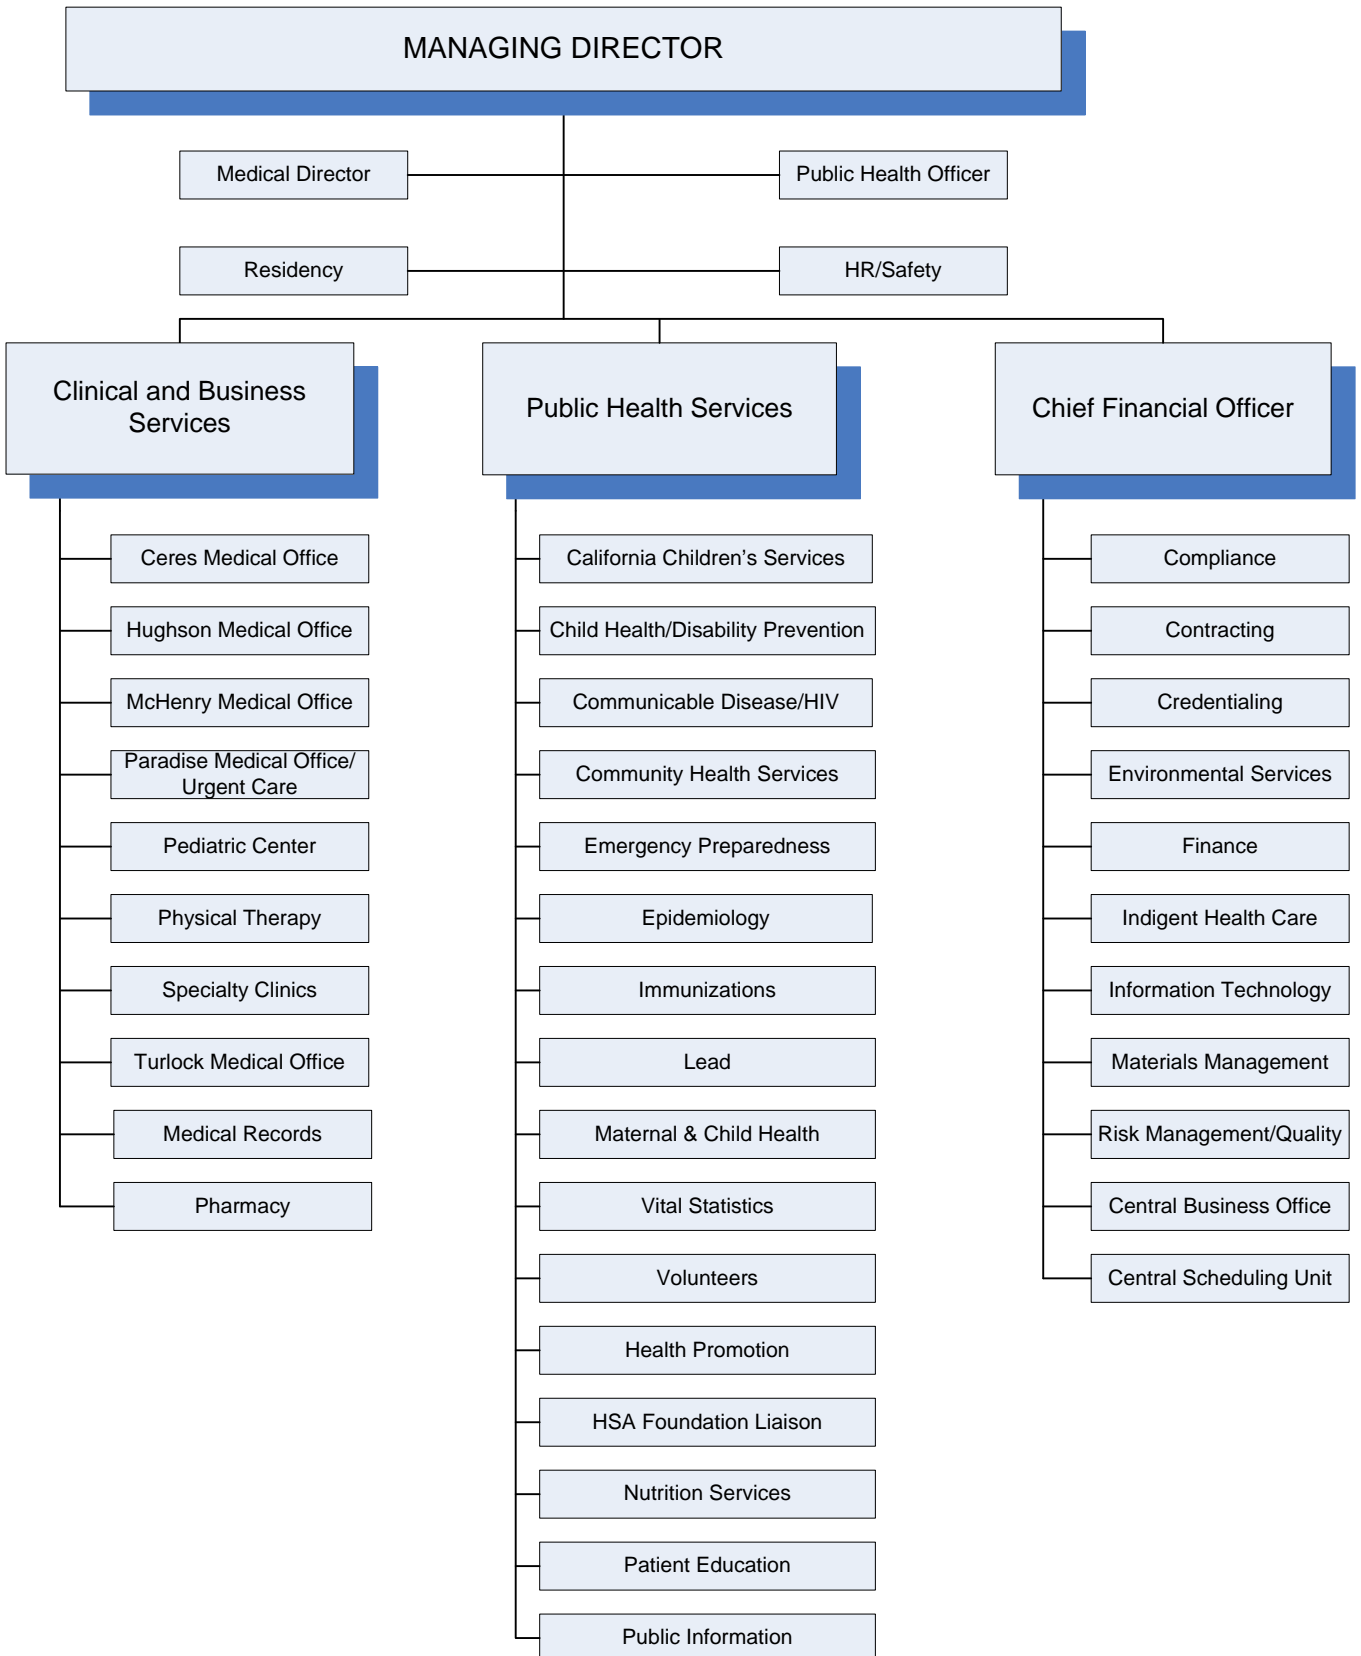 MANAGING DIRECTOR
Medical Director
Public Health Officer
Residency
HR/Safety
Clinical and Business
Services
Public Health Services
Chief Financial Officer
Ceres Medical Office
Hughson Medical Office
McHenry Medical Office
Paradise Medical Office/
Urgent Care
Pediatric Center
Physical Therapy
Specialty Clinics
Turlock Medical Office
Medical Records
Pharmacy
California Children’s Services
Child Health/Disability Prevention
Communicable Disease/HIV
Community Health Services
Emergency Preparedness
Epidemiology
Immunizations
Lead
Maternal & Child Health
Vital Statistics
Volunteers
Health Promotion
HSA Foundation Liaison
Nutrition Services
Patient Education
Public Information
Compliance
Contracting
Credentialing
Environmental Services
Finance
Indigent Health Care
Information Technology
Materials Management
Risk Management/Quality
Central Business Office
Central Scheduling Unit